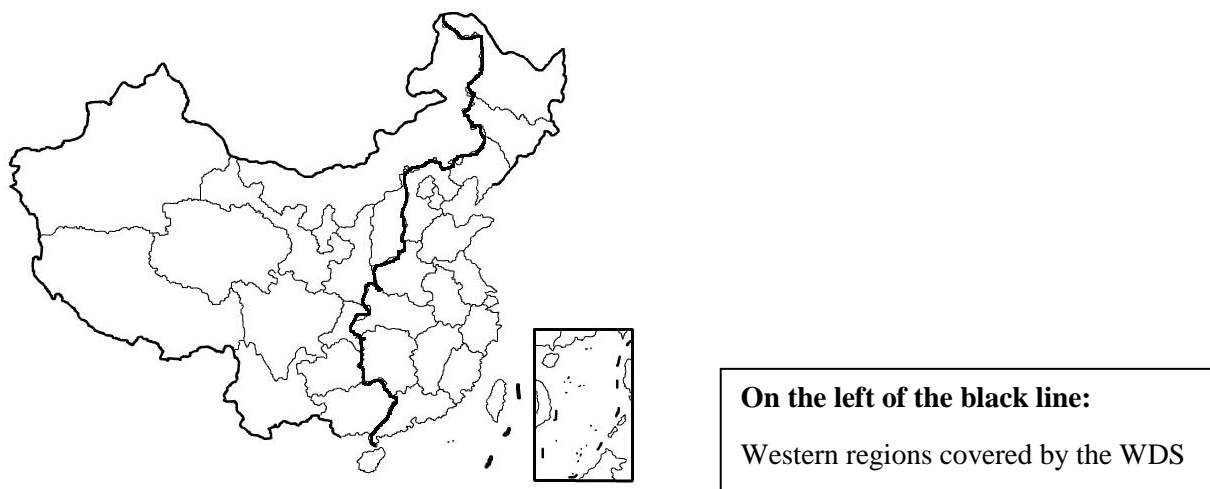 On the left of the black line:
Western regions covered by the WDS